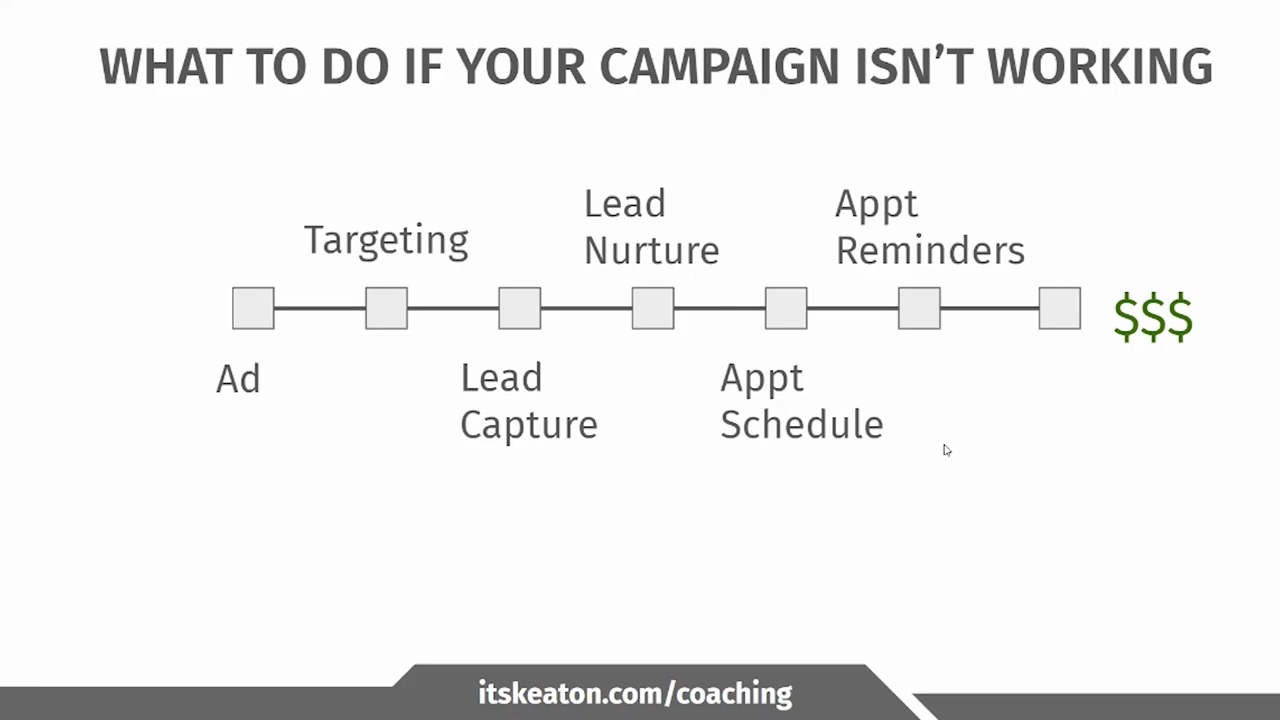 WHAT TO DO IF YOUR CAMPAIGN ISN’T WORKING
Targeting
Lead
Nurture
Appt
Reminders
$$$
Ad
Lead
Capture
Appt
Schedule
itskeaton.com/coaching